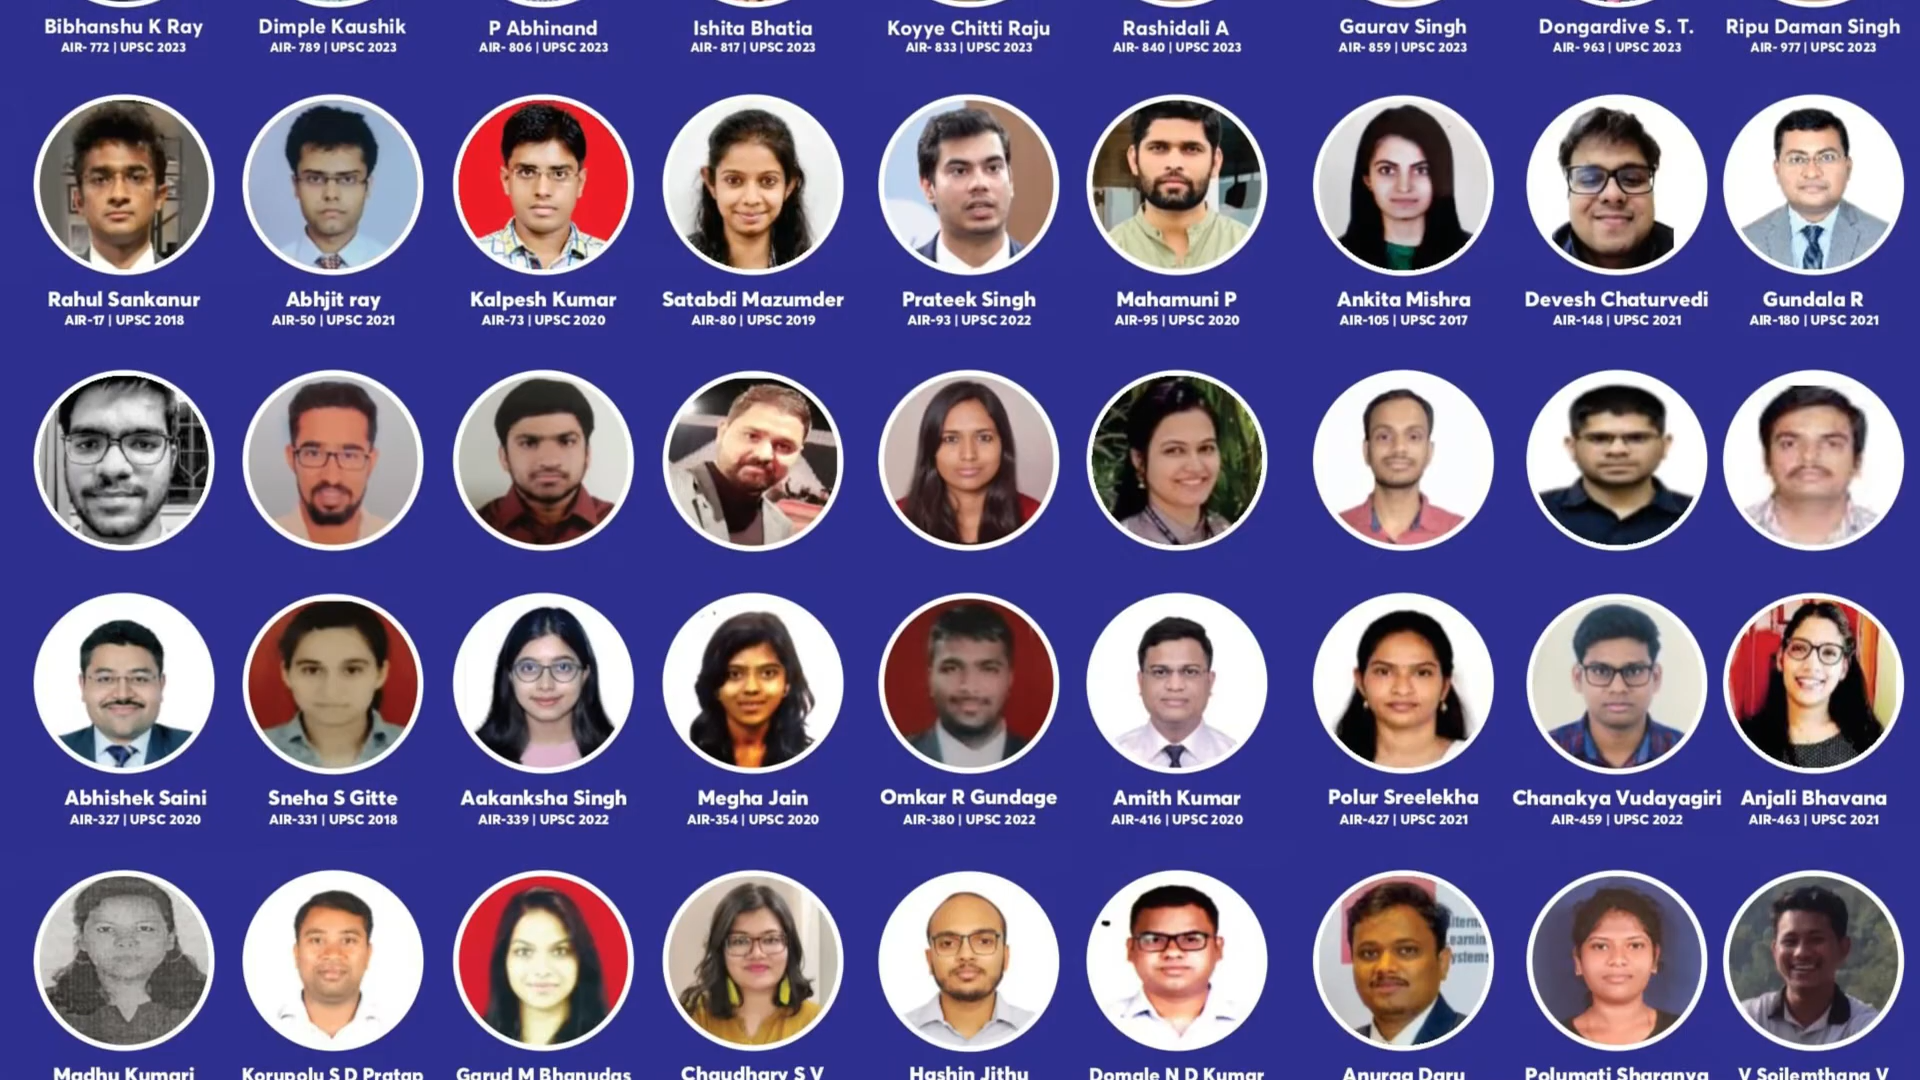 Bibhanshu K Ray
AIR- 772 | UPSC 2023
Dimple Kaushik
AIR- 789 | UPSC 2023
P Abhinand
AIR- 806 | UPSC 2023
Ishita Bhatia
AIR- 817 | UPSC 2023
Koyye Chitti Raju
AIR- 833 | UPSC 2023
Rashidali A
AIR- 840 | UPSC 2023
Gaurav Singh
AIR- 859 | UPSC 2023
Dongardive S. T.
AIR- 963 | UPSC 2023
Ripu Daman Singh
AIR- 977 | UPSC 2023
Rahul Sankanur
AIR-17 | UPSC 2018
Abhjit ray
AIR-50 | UPSC 2021
Kalpesh Kumar
AIR-73 | UPSC 2020
Satabdi Mazumder
AIR-80 | UPSC 2019
Prateek Singh
AIR-93 | UPSC 2022
Mahamuni P
AIR-95 | UPSC 2020
Ankita Mishra
AIR-105 | UPSC 2017
Devesh Chaturvedi
AIR-148 | UPSC 2021
Gundala R
AIR-180 | UPSC 2021
Abhishek Saini
AIR-327 | UPSC 2020
Sneha S Gitte
AIR-331 | UPSC 2018
Aakanksha Singh
AIR-339 | UPSC 2022
Megha Jain
AIR-354 | UPSC 2020
Omkar R Gundage
AIR-380 | UPSC 2022
Amith Kumar
AIR-416 | UPSC 2020
Polur Sreelekha
AIR-427 | UPSC 2021
Chanakya Vudayagiri
AIR-459 | UPSC 2022
Anjali Bhavana
AIR-463 | UPSC 2021
Madhu Kumari
Korupolu S D Pratap
Garud M Bhanudas
Chaudhary S V
Hashin Jithu
Domale N D Kumar
Anurag Daru
Polumati Sharanya
V Soilemthang V